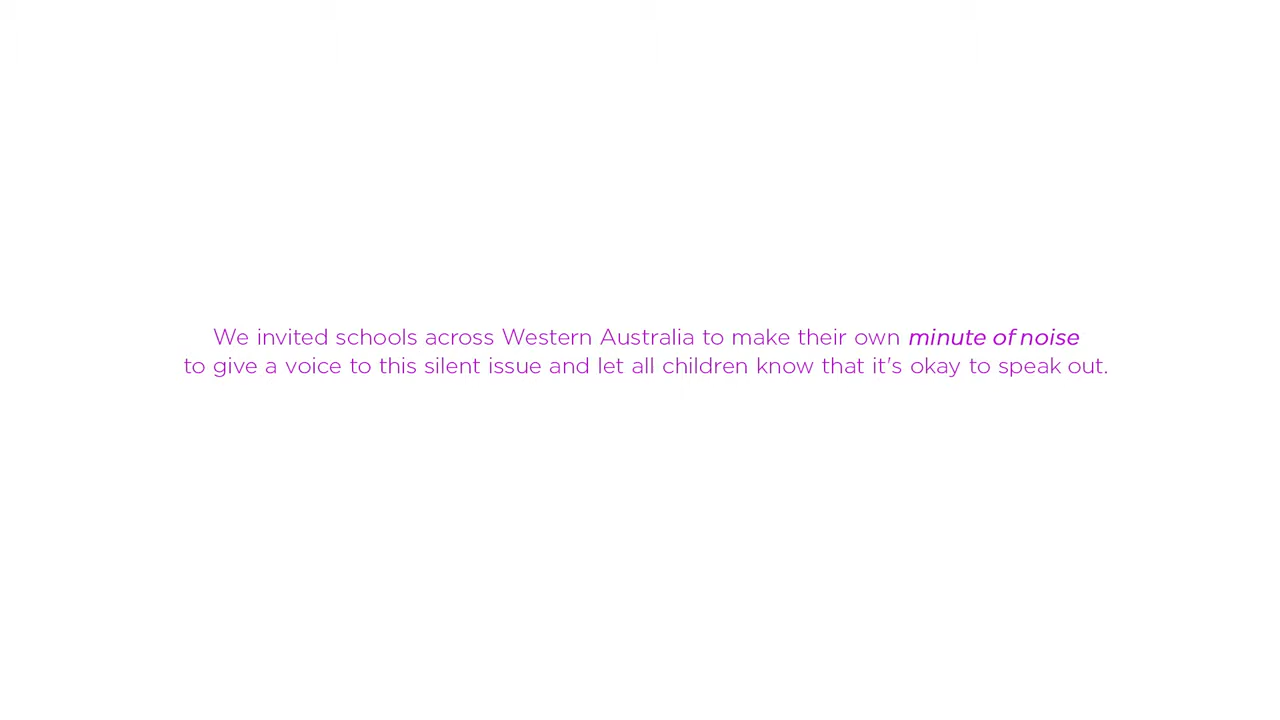 We invited schools across Western Australia to make their own minute of noise
to give a voice to this silent issue and let all children know that it's okay to speak out.